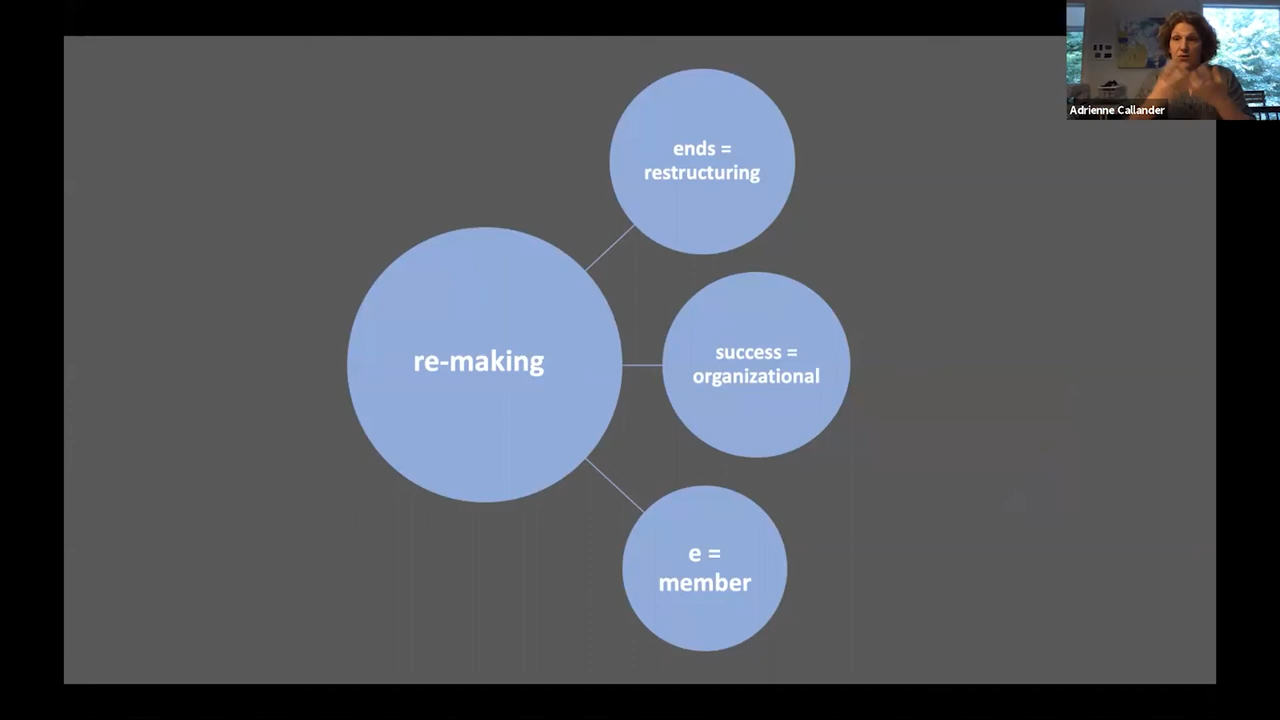 Adrienne Callander
ends =
restructuring
re-making
success =
organizational
e =
member